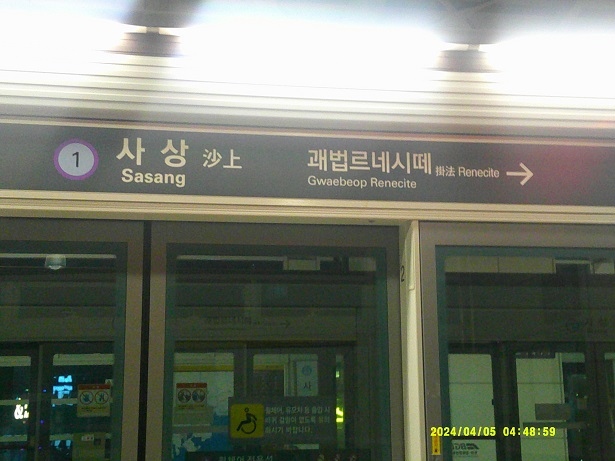 1
사상 沙上
Sasang
괘법르네시떼 掛法 Renecite →
Gwaebeop Renecite
2
2024/04/05 04:48:59